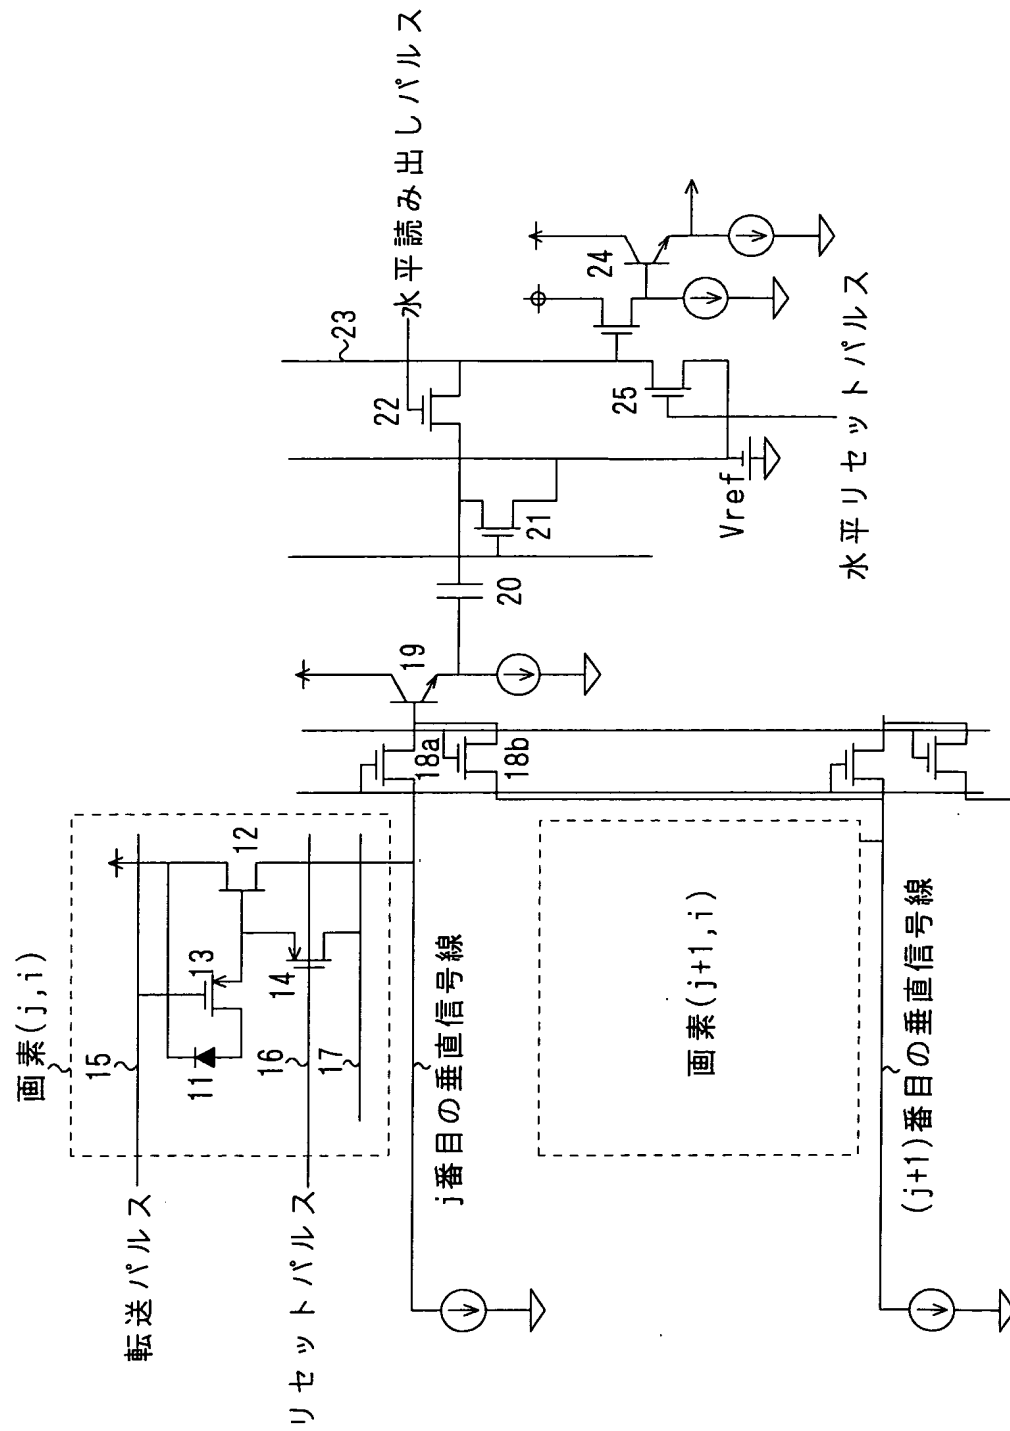 画素(j,i)
転送パルス
15
11
13
12
14
リセットパルス
16
17
j番目の垂直信号線
画素(j+1,i)
(j+1)番目の垂直信号線
18a
18b
19
20
21
22
水平読み出しパルス
23
24
25
Vref
水平リセットパルス